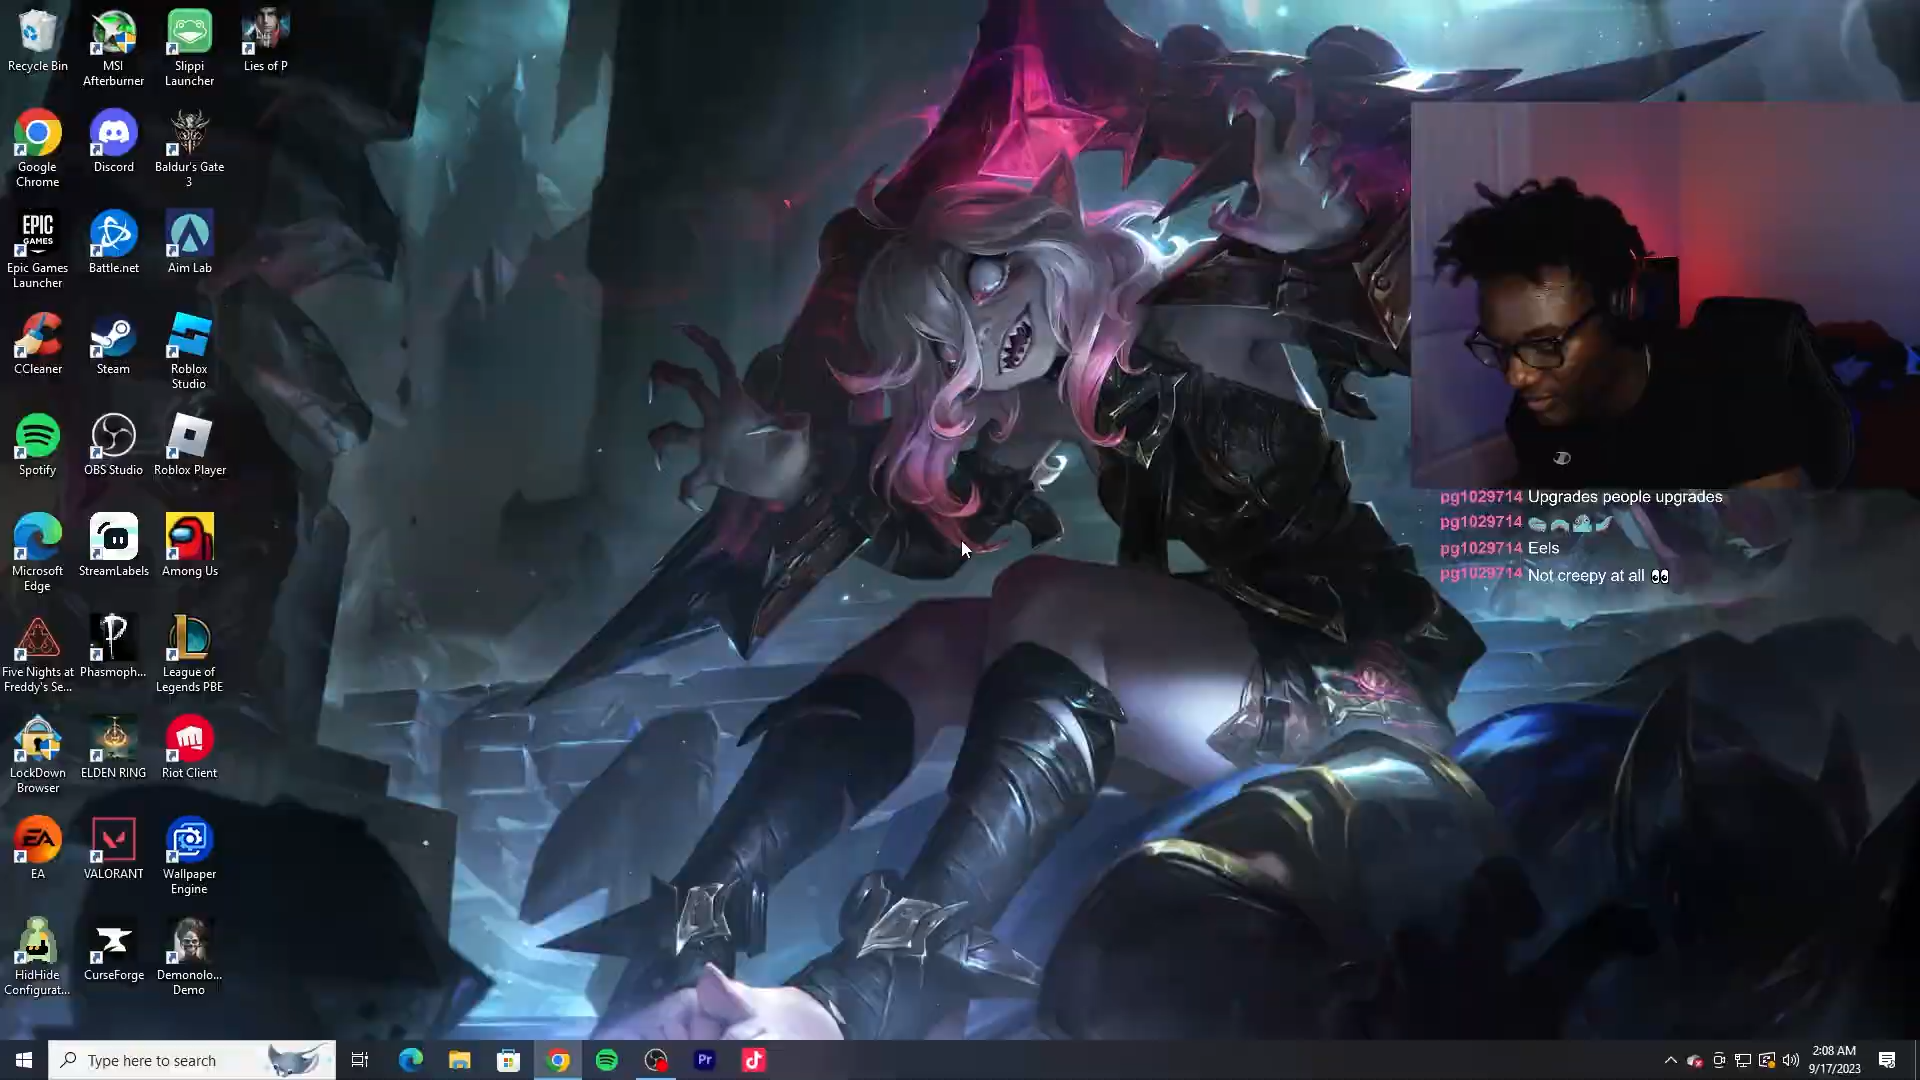 Recycle Bin
MSI Afterburner
Slippi Launcher
Lies of P
Google Chrome
Discord
Baldur's Gate 3
EPIC GAMES
Epic Games Launcher
Battle.net
Aim Lab
CCleaner
Steam
Roblox Studio
Spotify
OBS Studio
Roblox Player
Microsoft Edge
StreamLabels
Among Us
Five Nights at Freddy's Se...
Phasmoph...
League of Legends PBE
LockDown Browser
ELDEN RING
Riot Client
EA
EA
VALORANT
Wallpaper Engine
HidHide Configurat...
CurseForge
Demonolo... Demo
pg1029714 Upgrades people upgrades
pg1029714
pg1029714 Eels
pg1029714 Not creepy at all 👀
Type here to search
Pr
2:08 AM
9/17/2023